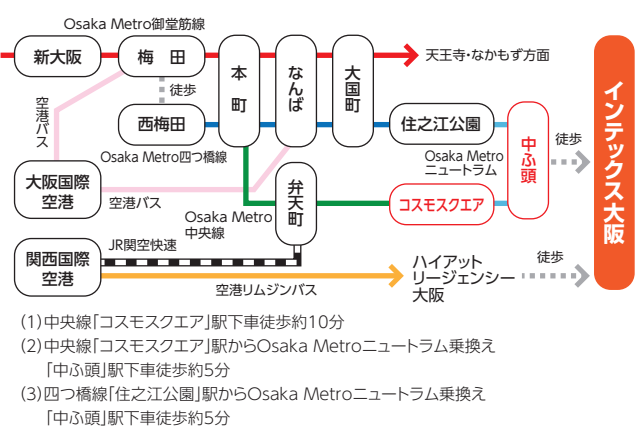 Osaka Metro御堂筋線
新大阪
梅 田
本町
なんば
大国町
天王寺・なかもず方面
徒歩
空港バス
西梅田
住之江公園
中ふ頭
徒歩
インテックス大阪
Osaka Metro四つ橋線
Osaka Metro
ニュートラム
大阪国際
空港
空港バス
弁天町
コスモスクエア
Osaka Metro
中央線
関西国際
空港
JR関空快速
空港リムジンバス
ハイアット
リージェンシー
大阪
徒歩
(1)中央線「コスモスクエア」駅下車徒歩約10分
(2)中央線「コスモスクエア」駅からOsaka Metroニュートラム乗換え
「中ふ頭」駅下車徒歩約5分
(3)四つ橋線「住之江公園」駅からOsaka Metroニュートラム乗換え
「中ふ頭」駅下車徒歩約5分